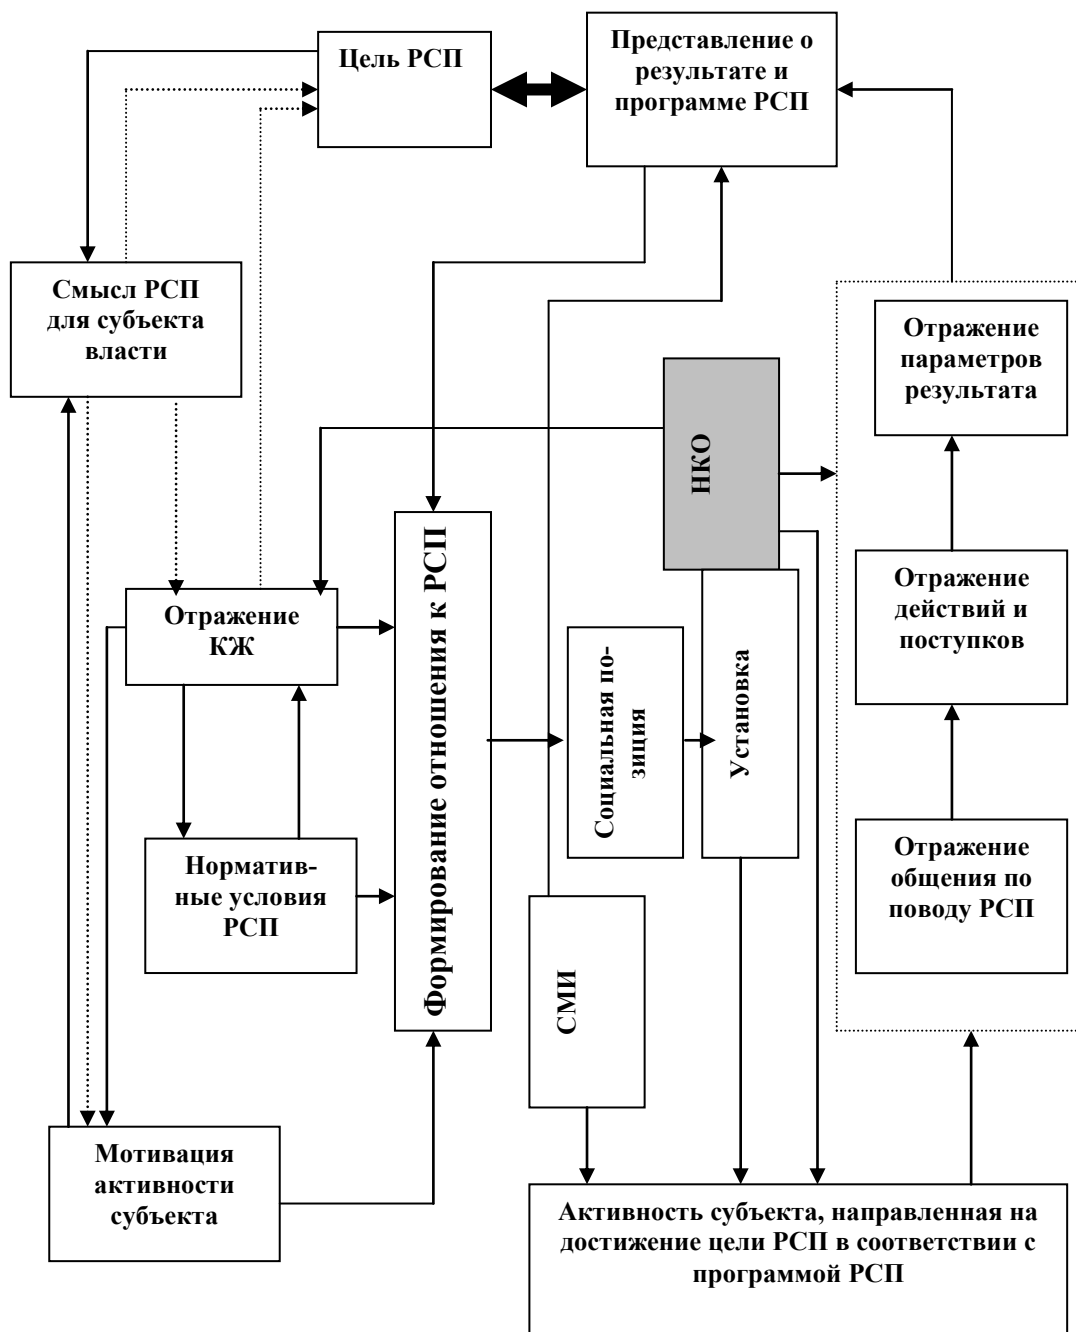 Цель РСП
Представление о
результате и
программе РСП
Смысл РСП
для субъекта
власти
Отражение
параметров
результата
НКО
Формирование отношения к РСП
Отражение
КЖ
Отражение
действий и
поступков
Социальная по-
зиция
Установка
Норматив-
ные условия
РСП
Отражение
общения по
поводу РСП
СМИ
Мотивация
активности
субъекта
Активность субъекта, направленная на
достижение цели РСП в соответствии с
программой РСП